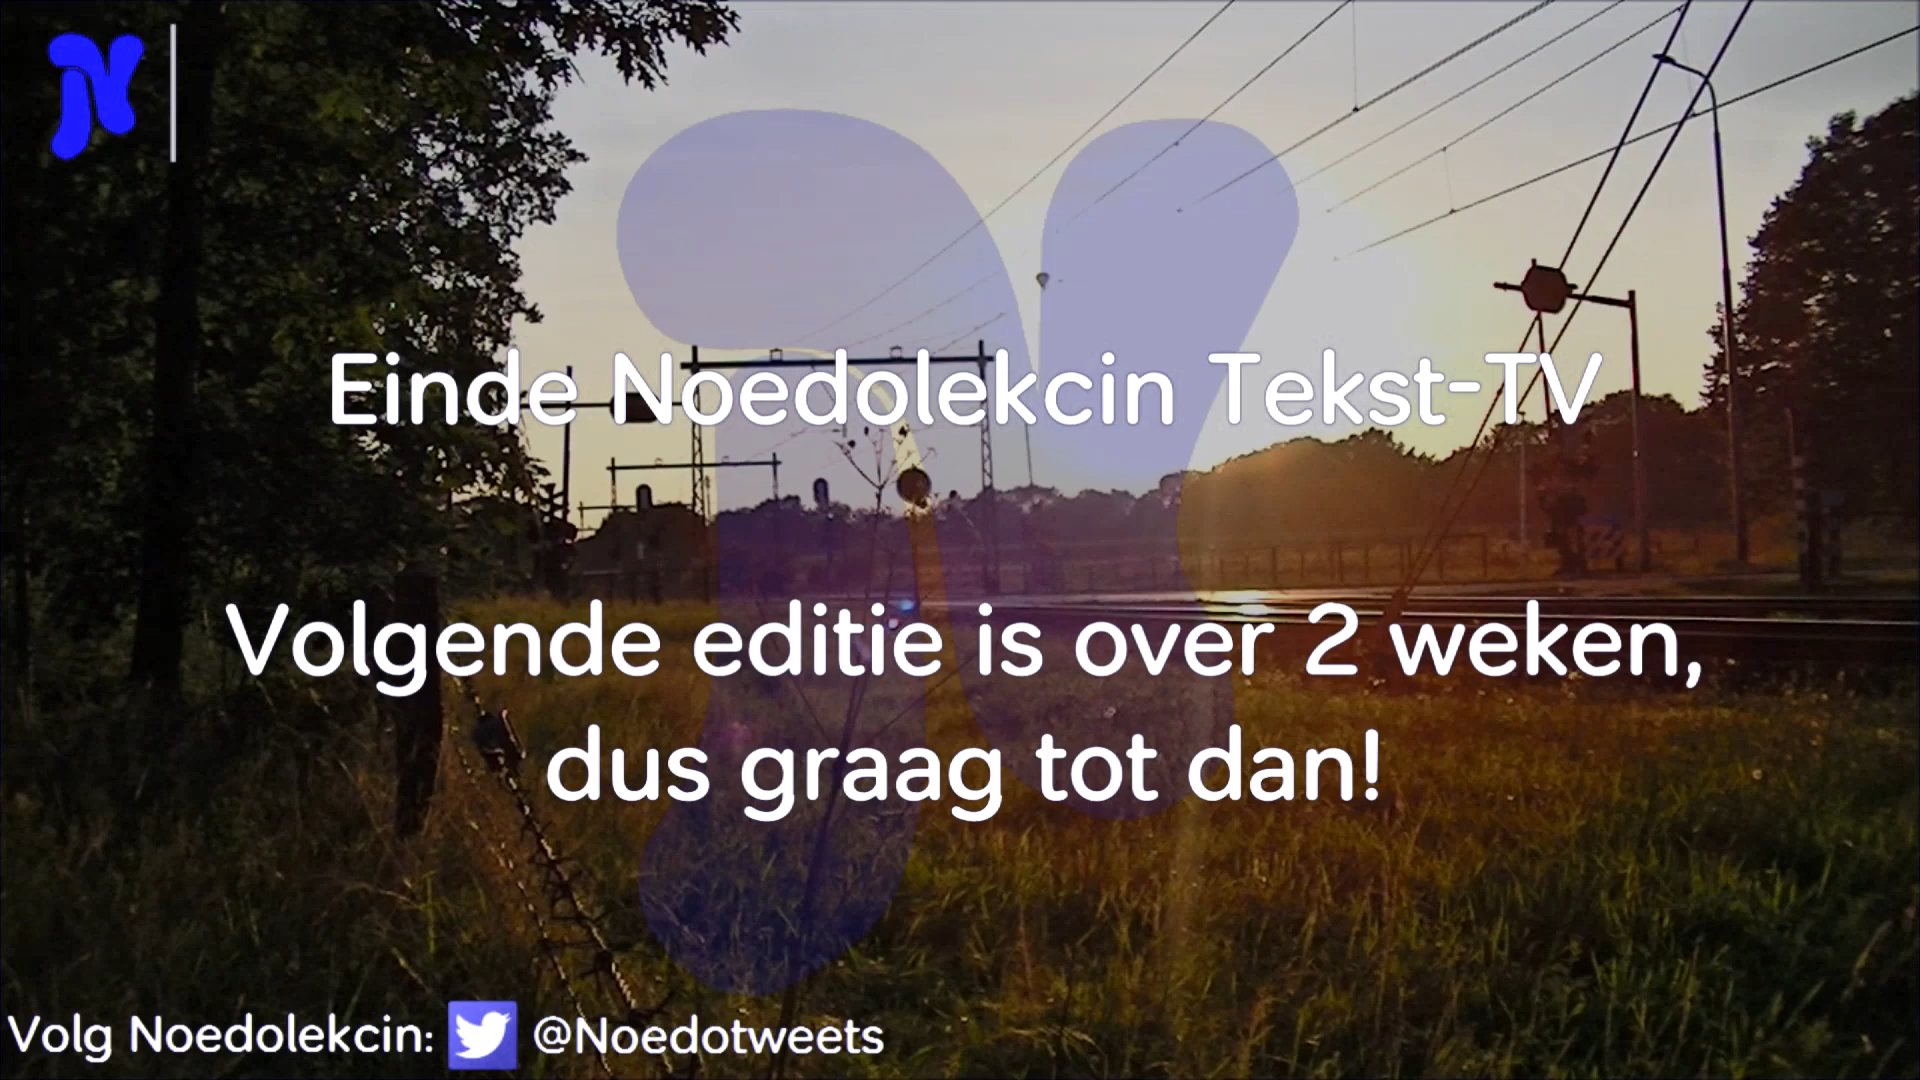 Einde Noedolekcin Tekst-TV
Volgende editie is over 2 weken,
dus graag tot dan!
Volg Noedolekcin: @Noedotweets